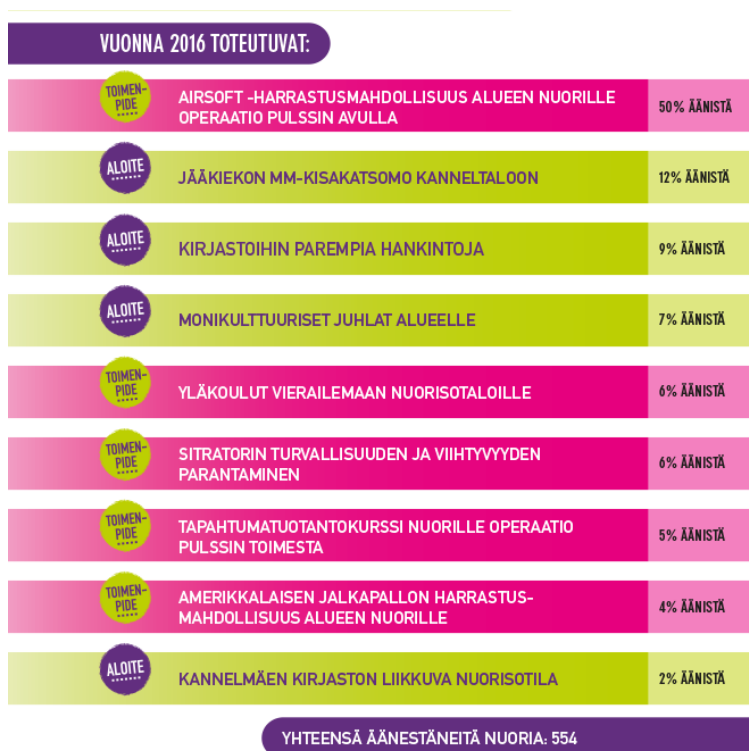 VUONNA 2016 TOTEUTUVAT:
TOIMEN-
PIDE
AIRSOFT -HARRASTUSMAHDOLLISUUS ALUEEN NUORILLE
OPERAATIO PULSSIN AVULLA
50% ÄÄNISTÄ
ALOITE
JÄÄKIEKON MM-KISAKATSOMO KANNELTALOON
12% ÄÄNISTÄ
ALOITE
KIRJASTOIHIN PAREMPIA HANKINTOJA
9% ÄÄNISTÄ
ALOITE
MONIKULTTUURISET JUHLAT ALUEELLE
7% ÄÄNISTÄ
TOIMEN-
PIDE
YLÄKOULUT VIERAILEMAAN NUORISOTALOILLE
6% ÄÄNISTÄ
TOIMEN-
PIDE
SITRATORIN TURVALLISUUDEN JA VIIHTYVYYDEN
PARANTAMINEN
6% ÄÄNISTÄ
TOIMEN-
PIDE
TAPAHTUMATUOTANTOKURSSI NUORILLE OPERAATIO
PULSSIN TOIMESTA
5% ÄÄNISTÄ
TOIMEN-
PIDE
AMERIKKALAISEN JALKAPALLON HARRASTUS-
MAHDOLLISUUS ALUEEN NUORILLE
4% ÄÄNISTÄ
ALOITE
KANNELMÄEN KIRJASTON LIIKKUVA NUORISOTILA
2% ÄÄNISTÄ
YHTEENSÄ ÄÄNESTÄNEITÄ NUORIA: 554